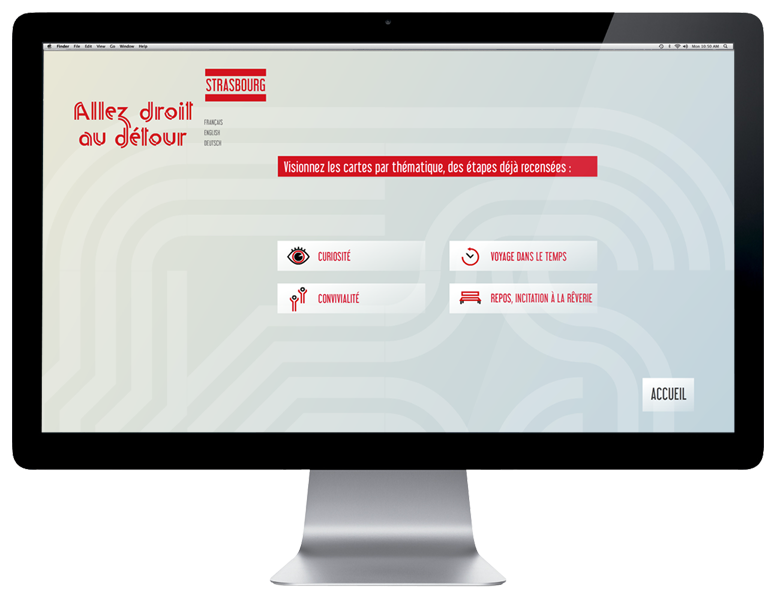 Finder File Edit View Go Window Help
Mon 10:50 AM
STRASBOURG
Allez droit
au détour
FRANÇAIS
ENGLISH
DEUTSCH
Visionnez les cartes par thématique, des étapes déjà recensées :
CURIOSITÉ
VOYAGE DANS LE TEMPS
CONVIVIALITÉ
REPOS, INCITATION À LA RÊVERIE
ACCUEIL